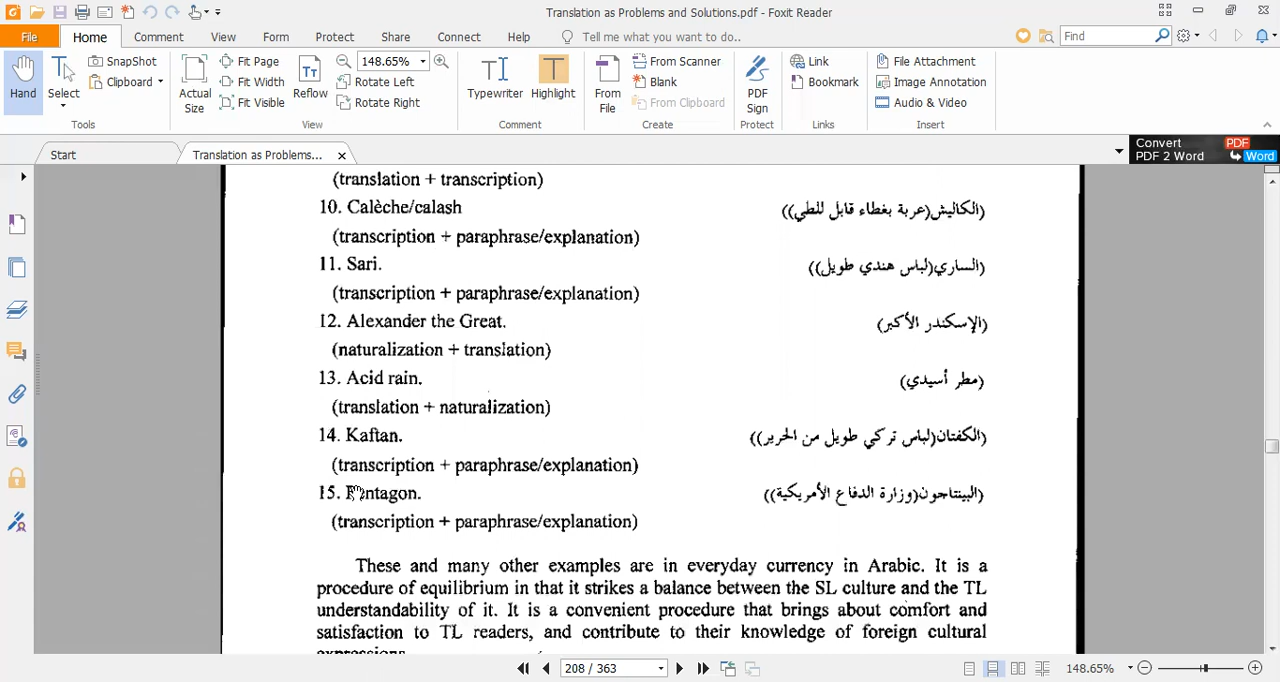 Translation as Problems and Solutions.pdf - Foxit Reader
File Home Comment View Form Protect Share Connect Help Tell me what you want to do.. Find
SnapShot Fit Page 148.65% From Scanner Link File Attachment
Clipboard Fit Width Rotate Left Blank Bookmark Image Annotation
Hand Select Actual Size Fit Visible Reflow Rotate Right Typewriter Highlight From File From Clipboard PDF Sign Audio & Video
Tools View Comment Create Protect Links Insert
Start Translation as Problems... Convert PDF 2 Word PDF Word
(translation + transcription)
10. Calèche/calash (الكاليش(عربة بغطاء قابل للطي))
(transcription + paraphrase/explanation)
11. Sari. (الساري(لباس هندي طويل))
(transcription + paraphrase/explanation)
12. Alexander the Great. (الإسكندر الأكبر)
(naturalization + translation)
13. Acid rain. (مطر أسيدي)
(translation + naturalization)
14. Kaftan. (الكفتان(لباس تركي طويل من الحرير))
(transcription + paraphrase/explanation)
15. Pentagon. (البينتاجون(وزارة الدفاع الأمريكية))
(transcription + paraphrase/explanation)
These and many other examples are in everyday currency in Arabic. It is a
procedure of equilibrium in that it strikes a balance between the SL culture and the TL
understandability of it. It is a convenient procedure that brings about comfort and
satisfaction to TL readers, and contribute to their knowledge of foreign cultural
expressions.
208 / 363 148.65%